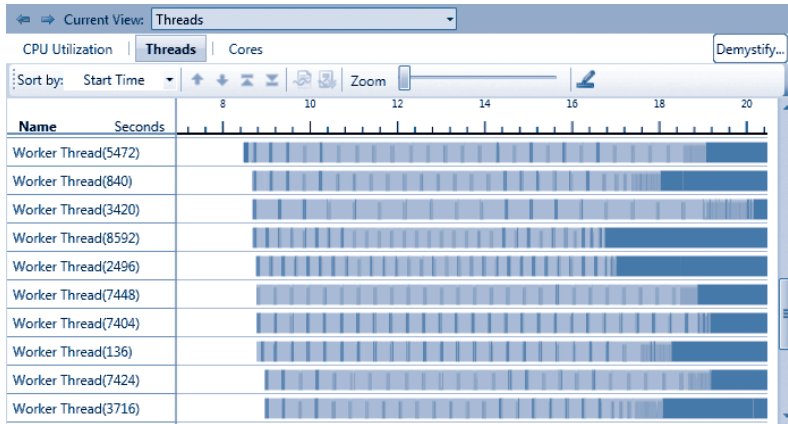 Current View: Threads
CPU Utilization Threads Cores Demystify...
Sort by: Start Time Zoom
8 10 12 14 16 18 20
Name Seconds
Worker Thread(5472)
Worker Thread(840)
Worker Thread(3420)
Worker Thread(8592)
Worker Thread(2496)
Worker Thread(7448)
Worker Thread(7404)
Worker Thread(136)
Worker Thread(7424)
Worker Thread(3716)